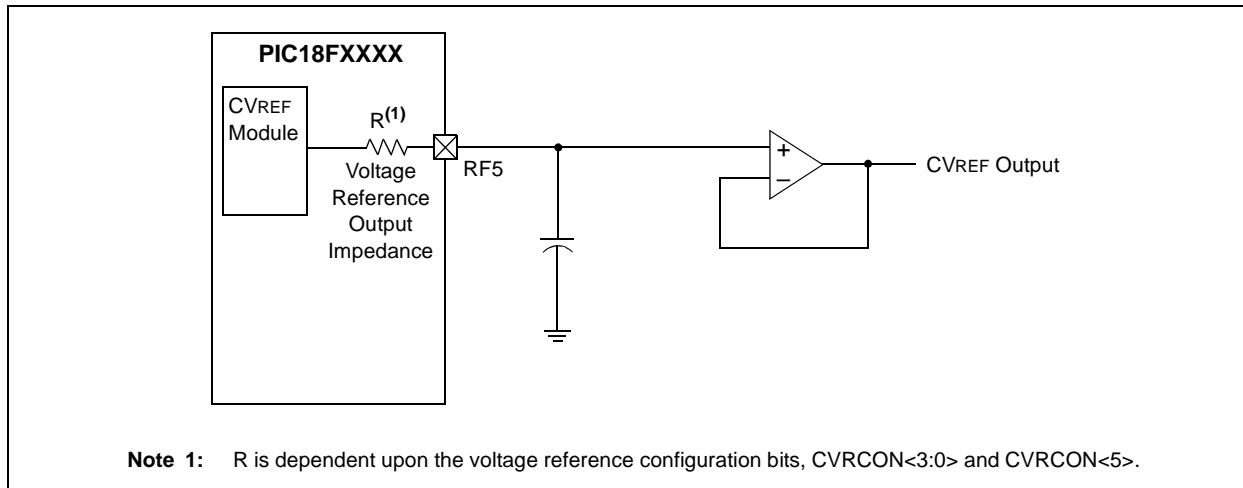 PIC18FXXXX
CVREF
Module
R(1)
Voltage
Reference
Output
Impedance
RF5
+
–
CVREF Output
Note 1: R is dependent upon the voltage reference configuration bits, CVRCON<3:0> and CVRCON<5>.